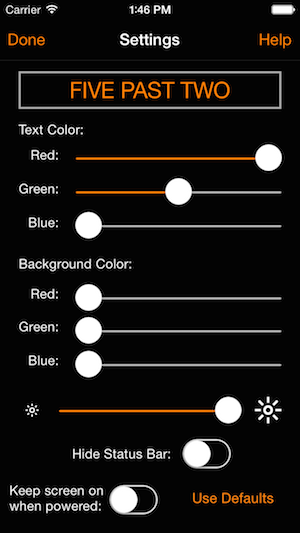 Carrier 1:46 PM
Done Settings Help
FIVE PAST TWO
Text Color:
Red:
Green:
Blue:
Background Color:
Red:
Green:
Blue:
Hide Status Bar:
Keep screen on
when powered:
Use Defaults